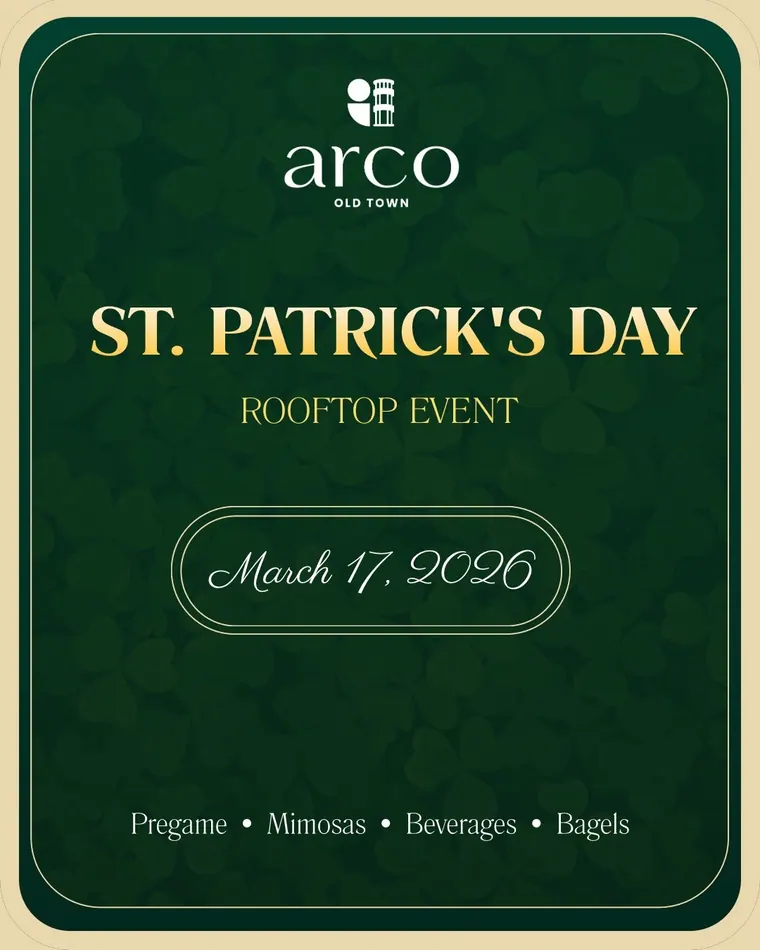 arco
OLD TOWN
ST. PATRICK'S DAY
ROOFTOP EVENT
March 17, 2026
Pregame • Mimosas • Beverages • Bagels